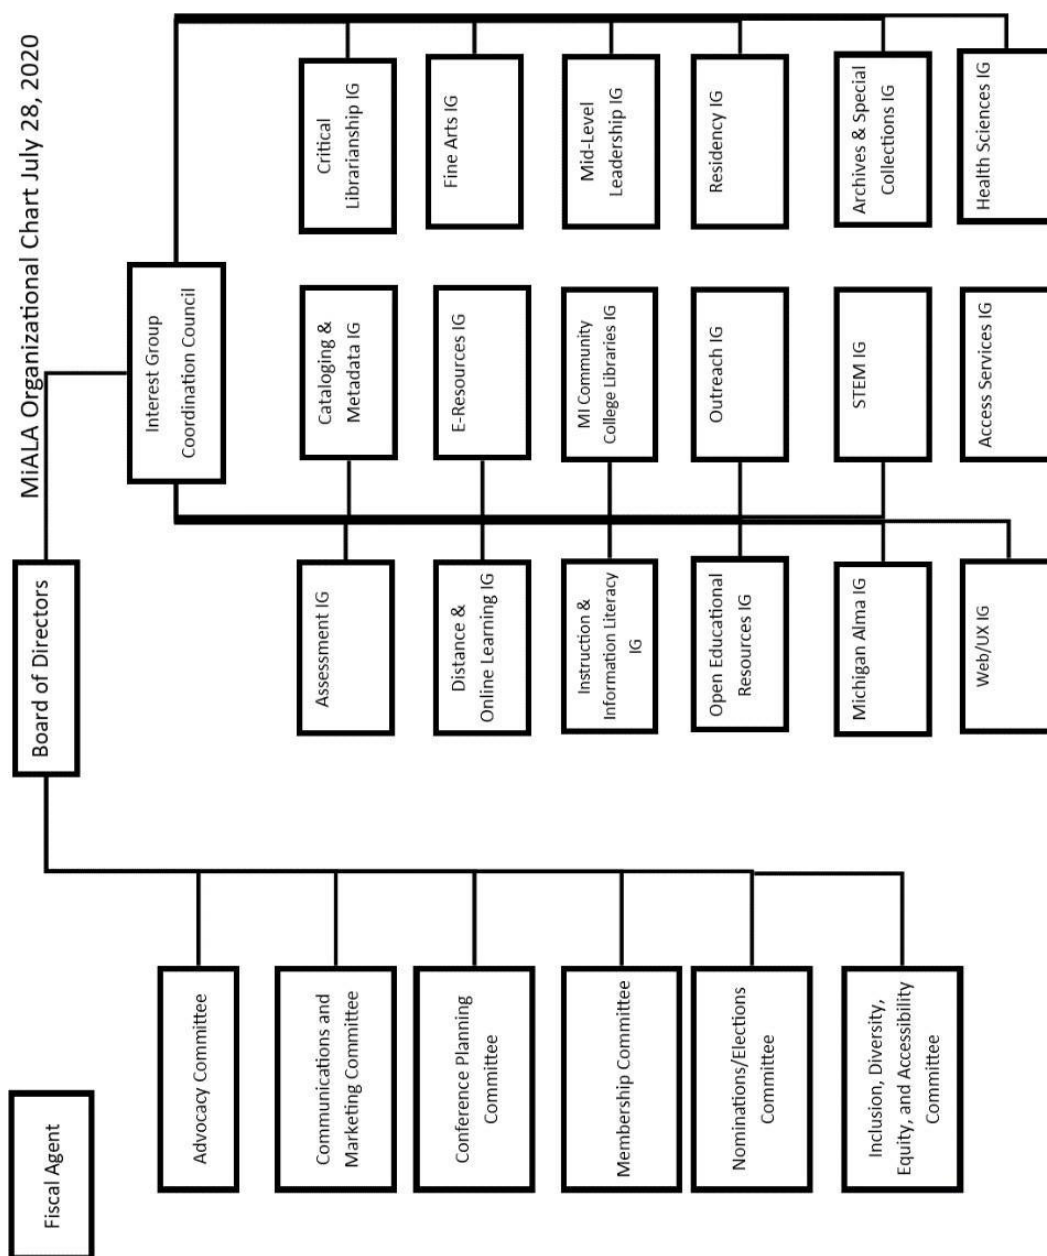 MiALA Organizational Chart July 28, 2020
Fiscal Agent
Board of Directors
Interest Group
Coordination Council
Advocacy Committee
Communications and
Marketing Committee
Conference Planning
Committee
Membership Committee
Nominations/Elections
Committee
Inclusion, Diversity,
Equity, and Accessibility
Committee
Assessment IG
Distance &
Online Learning IG
Instruction &
Information Literacy
IG
Open Educational
Resources IG
Michigan Alma IG
Web/UX IG
Cataloging &
Metadata IG
E-Resources IG
MI Community
College Libraries IG
Outreach IG
STEM IG
Access Services IG
Critical
Librarianship IG
Fine Arts IG
Mid-Level
Leadership IG
Residency IG
Archives & Special
Collections IG
Health Sciences IG